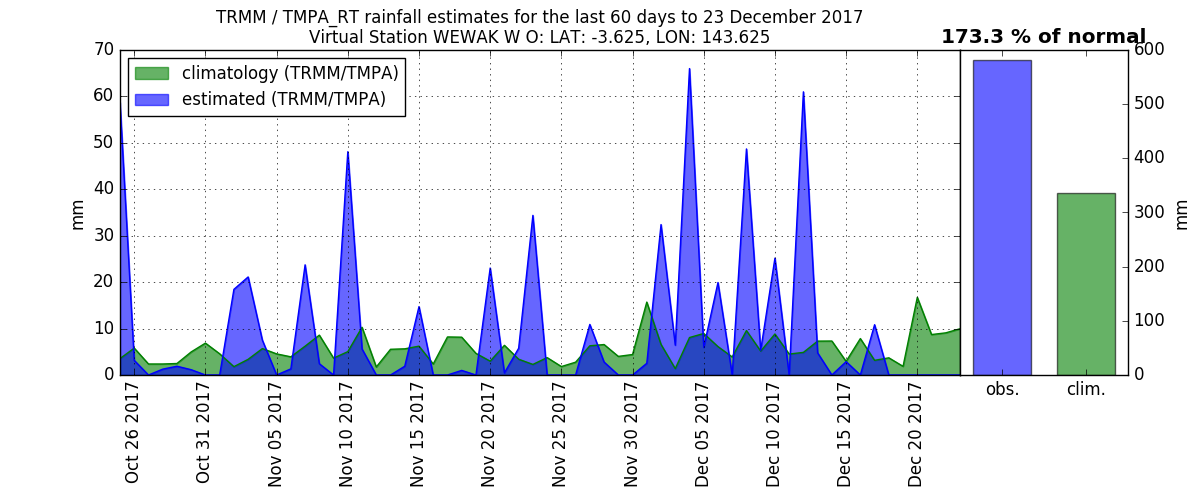 TRMM / TMPA_RT rainfall estimates for the last 60 days to 23 December 2017
Virtual Station WEWAK W O: LAT: -3.625, LON: 143.625
173.3 % of normal
climatology (TRMM/TMPA)
estimated (TRMM/TMPA)
mm
70
60
50
40
30
20
10
0
Oct 26 2017
Oct 31 2017
Nov 05 2017
Nov 10 2017
Nov 15 2017
Nov 20 2017
Nov 25 2017
Nov 30 2017
Dec 05 2017
Dec 10 2017
Dec 15 2017
Dec 20 2017
obs.
clim.
600
500
400
300
200
100
0
mm